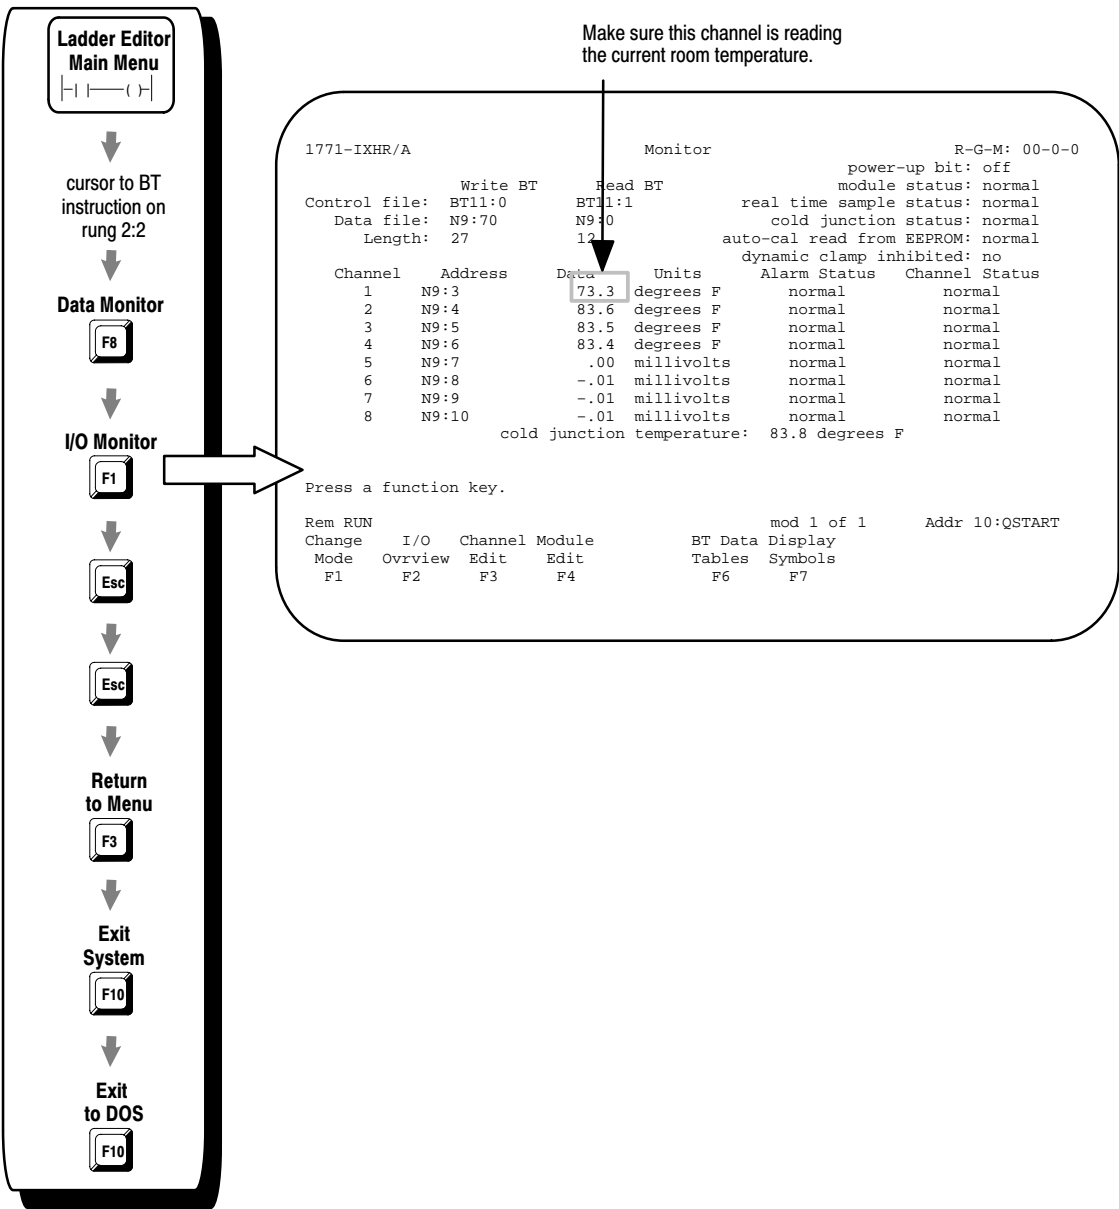 Ladder Editor
Main Menu
cursor to BT
instruction on
rung 2:2
Data Monitor
F8
I/O Monitor
F1
Esc
Esc
Return
to Menu
F3
Exit
System
F10
Exit
to DOS
F10
Make sure this channel is reading
the current room temperature.
1771-IXHR/A Monitor R-G-M: 00-0-0
power-up bit: off
Write BT Read BT module status: normal
Control file: BT11:0 BT11:1 real time sample status: normal
Data file: N9:70 N9:0 cold junction status: normal
Length: 27 12 auto-cal read from EEPROM: normal
dynamic clamp inhibited: no
Channel Address Data Units Alarm Status Channel Status
1 N9:3 73.3 degrees F normal normal
2 N9:4 83.6 degrees F normal normal
3 N9:5 83.5 degrees F normal normal
4 N9:6 83.4 degrees F normal normal
5 N9:7 .00 millivolts normal normal
6 N9:8 -.01 millivolts normal normal
7 N9:9 -.01 millivolts normal normal
8 N9:10 -.01 millivolts normal normal
cold junction temperature: 83.8 degrees F
Press a function key.
Rem RUN mod 1 of 1 Addr 10:QSTART
Change I/O Channel Module BT Data Display
Mode Ovrview Edit Edit Tables Symbols
F1 F2 F3 F4 F6 F7